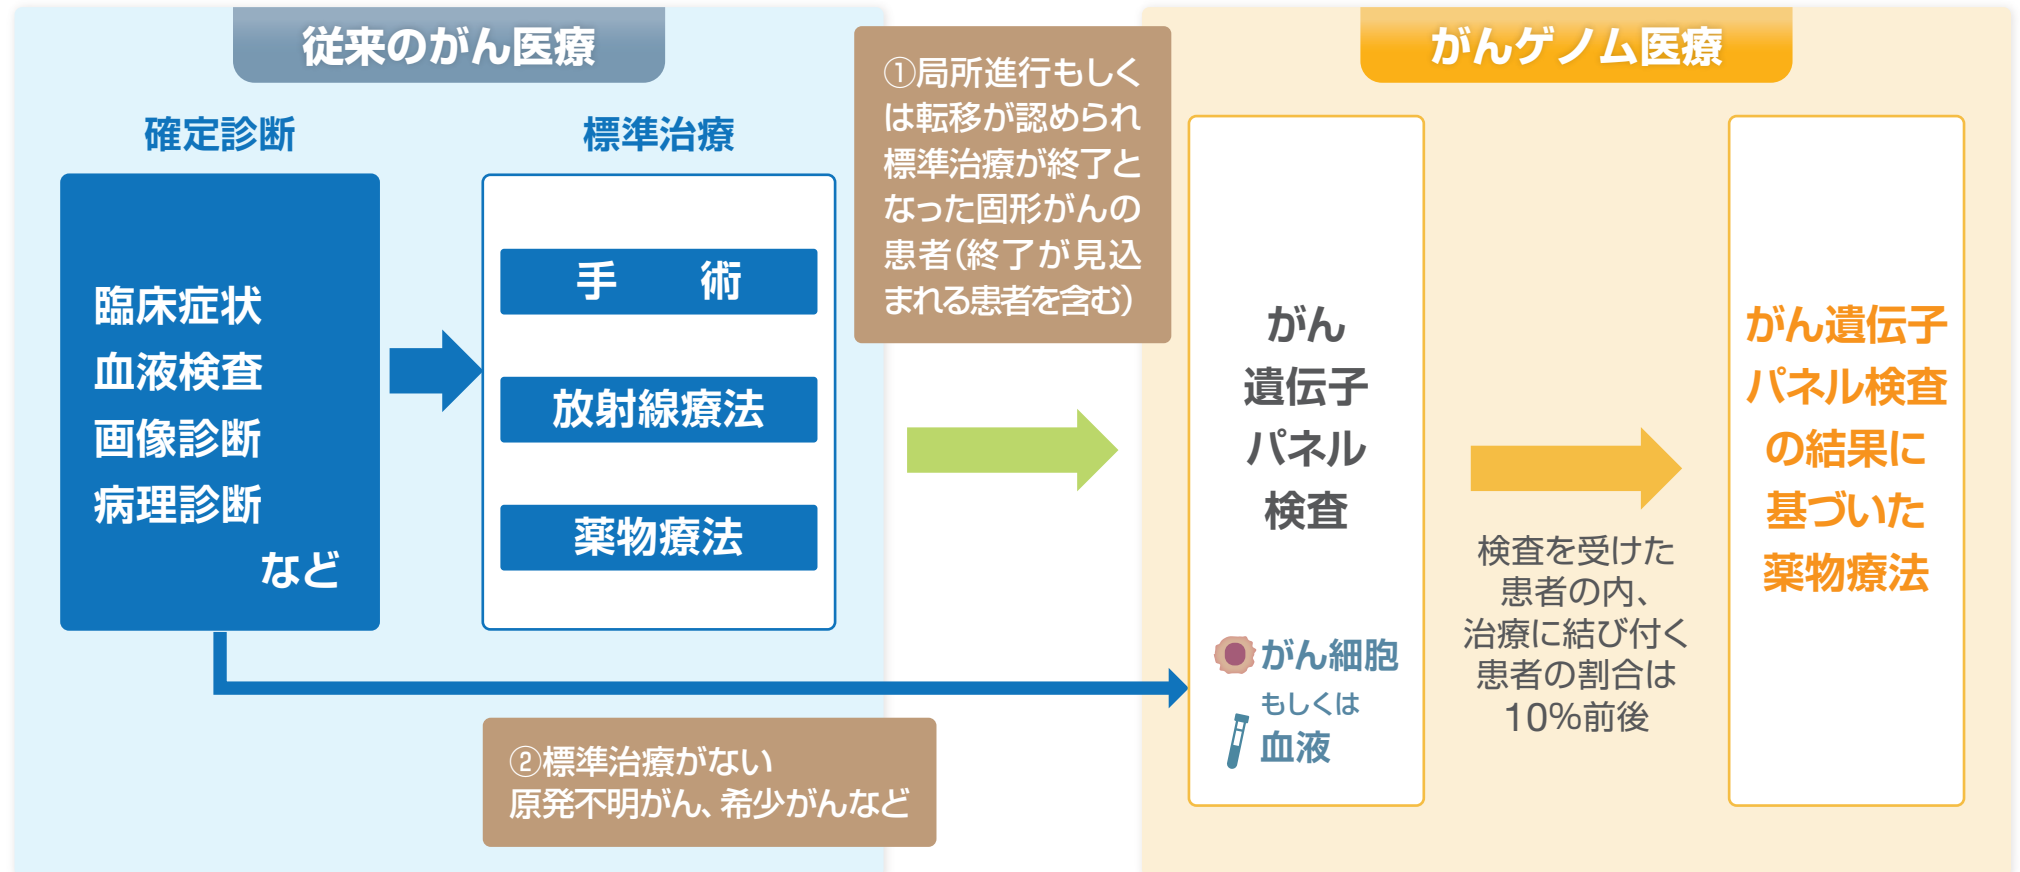 従来のがん医療
確定診断
臨床症状
血液検査
画像診断
病理診断
など
標準治療
手　術
放射線療法
薬物療法
①局所進行もしく
は転移が認められ
標準治療が終了と
なった固形がんの
患者(終了が見込
まれる患者を含む)
②標準治療がない
原発不明がん、希少がんなど
がんゲノム医療
がん
遺伝子
パネル
検査
がん細胞
もしくは
血液
検査を受けた
患者の内、
治療に結び付く
患者の割合は
10%前後
がん遺伝子
パネル検査
の結果に
基づいた
薬物療法